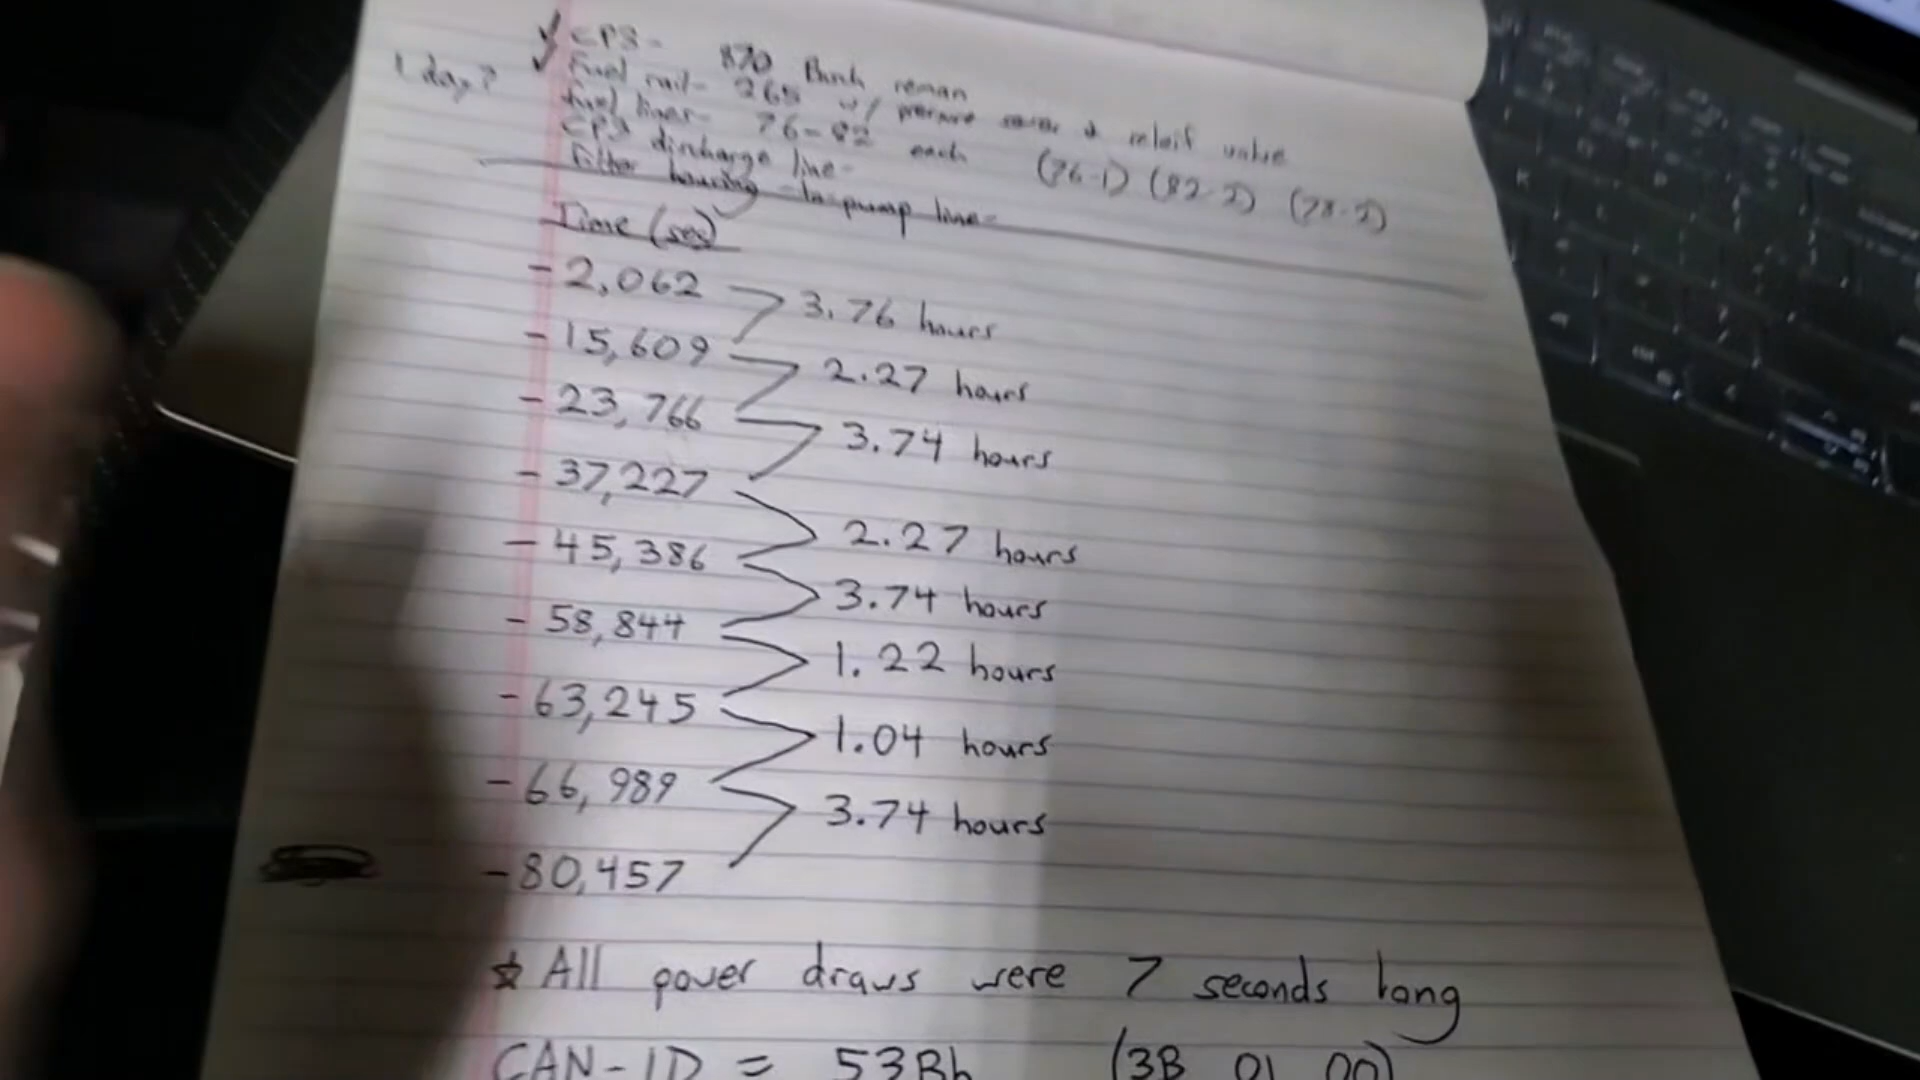 CP3- 870 Bosch reman
1 day? Fuel rail- 265 w/ pressure sensor & releif valve
fuel lines- 76-82 each (76-1) (82-2) (78-3)
CP3 discharge line-
Filter housing to pump line-
Time (sec)
-2,062
3.76 hours
-15,609
2.27 hours
-23,766
3.74 hours
-37,227
2.27 hours
-45,386
3.74 hours
-58,844
1.22 hours
-63,245
1.04 hours
-66,989
3.74 hours
-80,457
☆ All power draws were 7 seconds long
CAN-ID = 53Bh (3B 01 00)